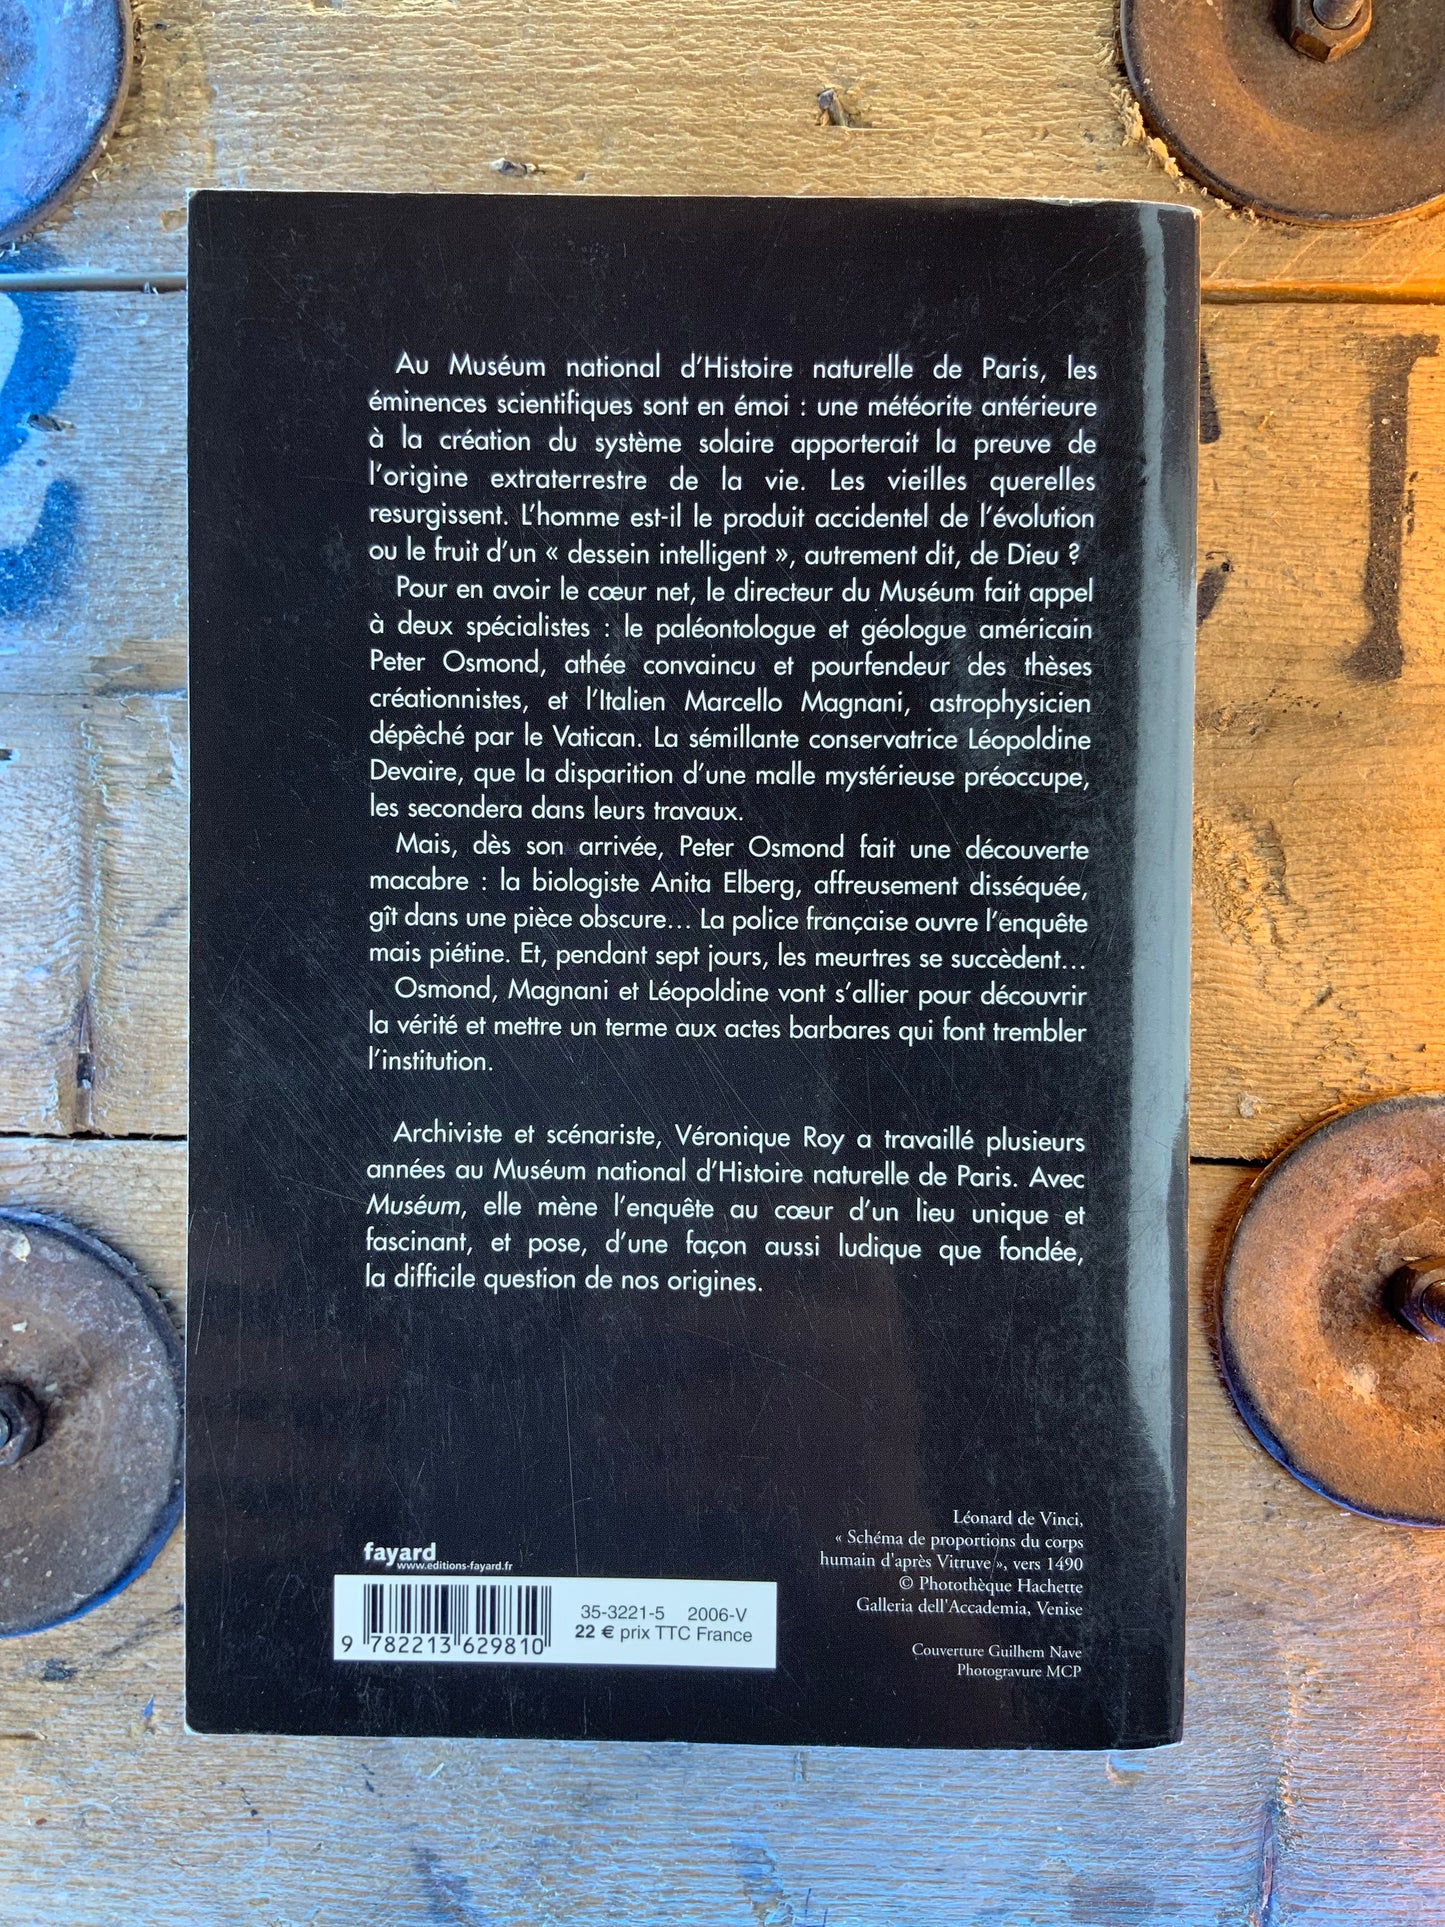 Au Muséum national d'Histoire naturelle de Paris, les
éminences scientifiques sont en émoi : une météorite antérieure
à la création du système solaire apporterait la preuve de
l'origine extraterrestre de la vie. Les vieilles querelles
resurgissent. L'homme est-il le produit accidentel de l'évolution
ou le fruit d'un « dessein intelligent », autrement dit, de Dieu ?
Pour en avoir le cœur net, le directeur du Muséum fait appel
à deux spécialistes : le paléontologue et géologue américain
Peter Osmond, athée convaincu et pourfendeur des thèses
créationnistes, et l'Italien Marcello Magnani, astrophysicien
dépêché par le Vatican. La sémillante conservatrice Léopoldine
Devaire, que la disparition d'une malle mystérieuse préoccupe,
les secondera dans leurs travaux.
Mais, dès son arrivée, Peter Osmond fait une découverte
macabre : la biologiste Anita Elberg, affreusement disséquée,
gît dans une pièce obscure... La police française ouvre l'enquête
mais piétine. Et, pendant sept jours, les meurtres se succèdent...
Osmond, Magnani et Léopoldine vont s'allier pour découvrir
la vérité et mettre un terme aux actes barbares qui font trembler
l'institution.
Archiviste et scénariste, Véronique Roy a travaillé plusieurs
années au Muséum national d'Histoire naturelle de Paris. Avec
Muséum, elle mène l'enquête au cœur d'un lieu unique et
fascinant, et pose, d'une façon aussi ludique que fondée,
la difficile question de nos origines.
Léonard de Vinci,
« Schéma de proportions du corps
humain d'après Vitruve », vers 1490
© Photothèque Hachette
Galleria dell'Accademia, Venise
Couverture Guilhem Nave
Photogravure MCP
fayard
www.editions-fayard.fr
35-3221-5 2006-V
22 € prix TTC France
9 782213 629810